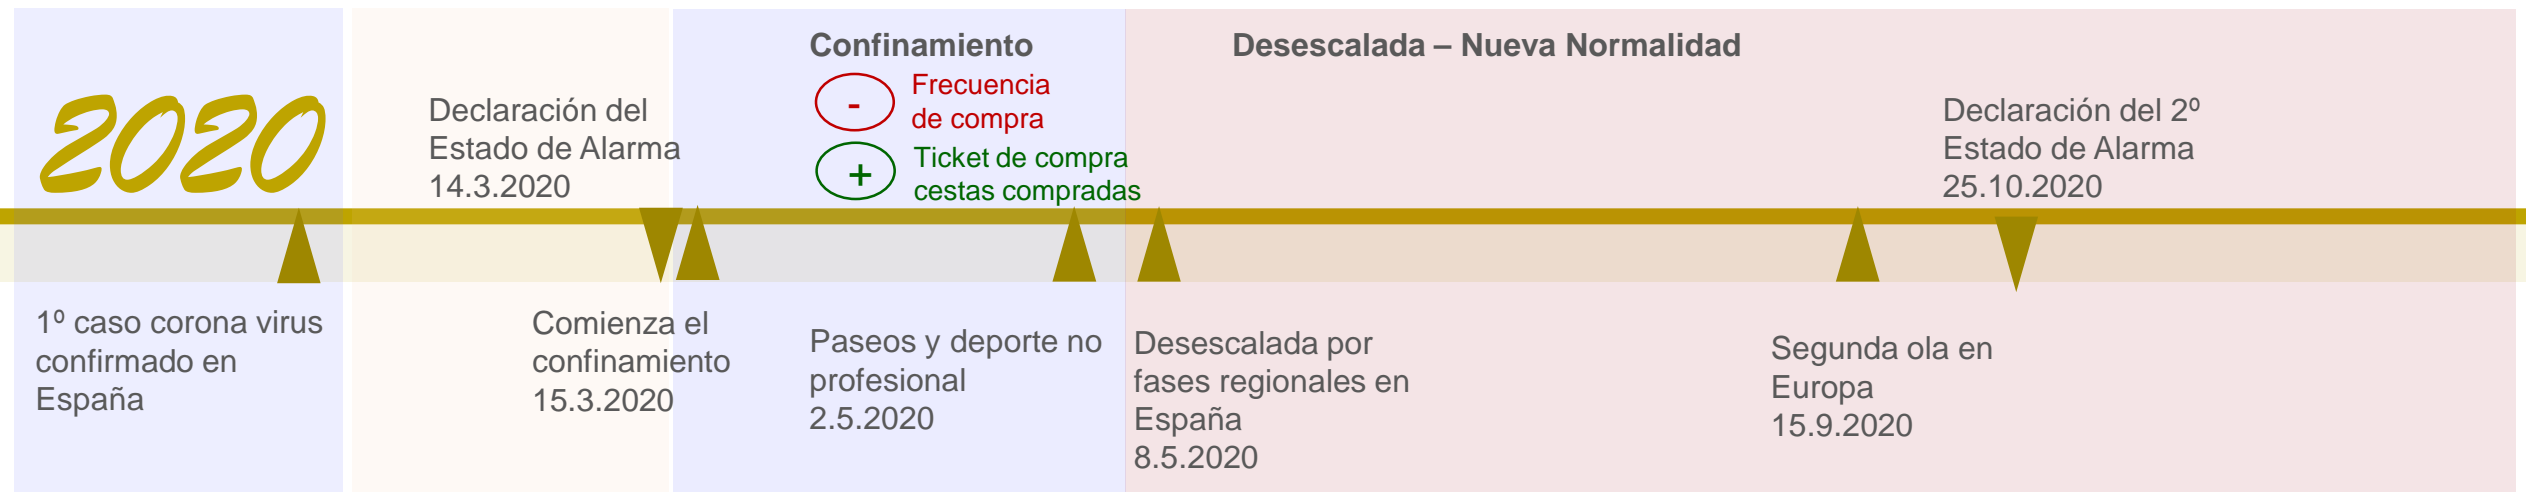 2020
1º caso corona virus
confirmado en
España
Declaración del
Estado de Alarma
14.3.2020
Comienza el
confinamiento
15.3.2020
Confinamiento
-
Frecuencia
de compra
+
Ticket de compra
cestas compradas
Paseos y deporte no
profesional
2.5.2020
Desescalada – Nueva Normalidad
Desescalada por
fases regionales en
España
8.5.2020
Segunda ola en
Europa
15.9.2020
Declaración del 2º
Estado de Alarma
25.10.2020